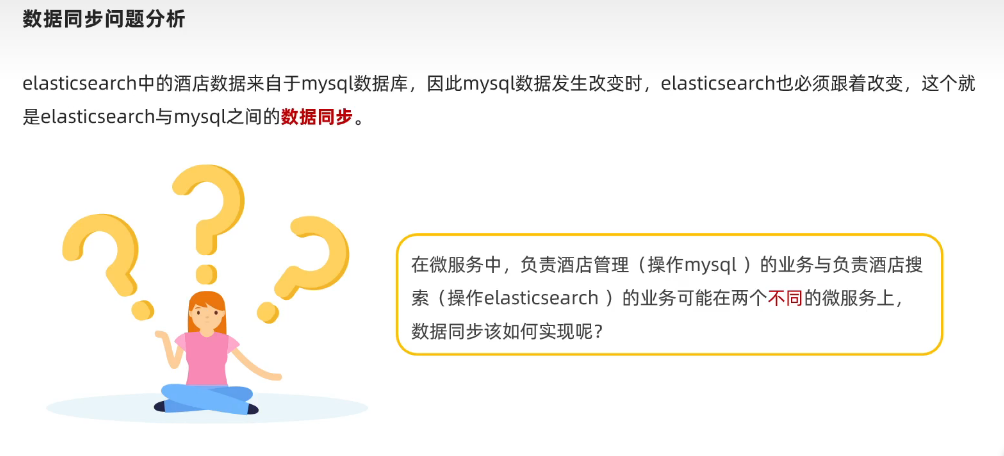 数据同步问题分析
elasticsearch中的酒店数据来自于mysql数据库，因此mysql数据发生改变时，elasticsearch也必须跟着改变，这个就
是elasticsearch与mysql之间的数据同步。
在微服务中，负责酒店管理（操作mysql ）的业务与负责酒店搜
索（操作elasticsearch ）的业务可能在两个不同的微服务上，
数据同步该如何实现呢？